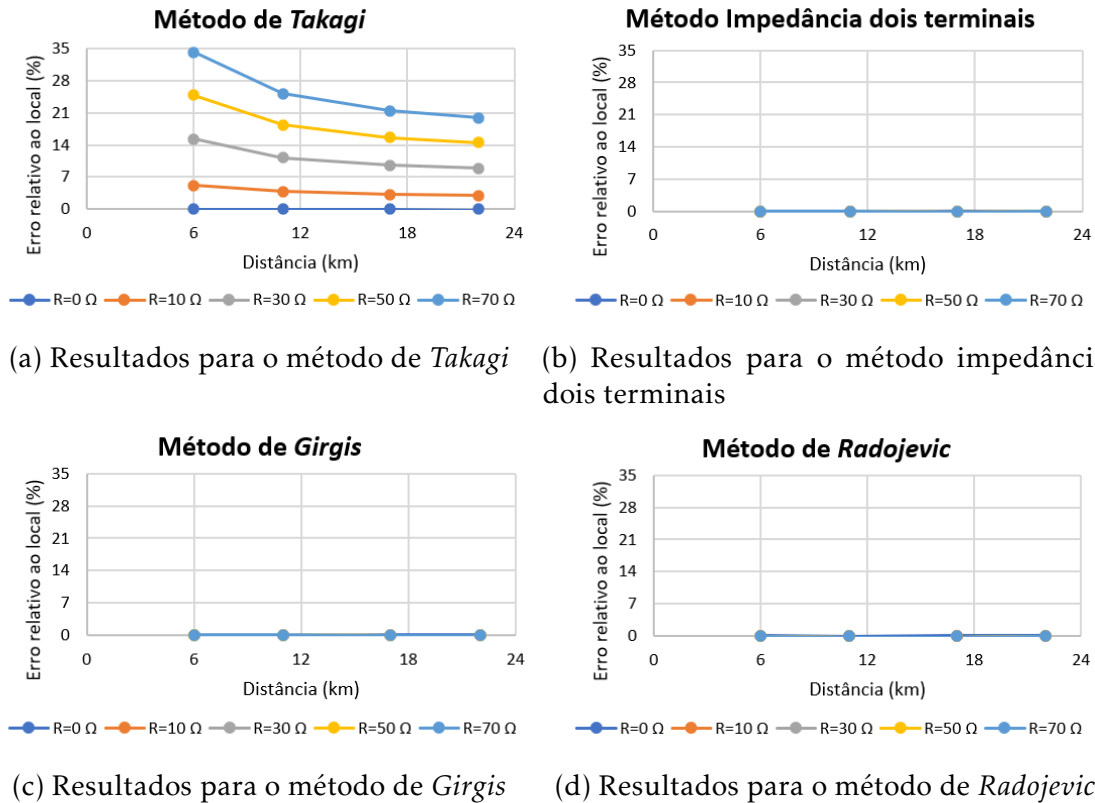 Método de Takagi
Erro relativo ao local (%)
35
28
21
14
7
0
0
6
12
18
24
Distância (km)
R=0 Ω R=10 Ω R=30 Ω R=50 Ω R=70 Ω
(a) Resultados para o método de Takagi
Método Impedância dois terminais
Erro relativo ao local (%)
35
28
21
14
7
0
0
6
12
18
24
Distância (km)
R=0 Ω R=10 Ω R=30 Ω R=50 Ω R=70 Ω
(b) Resultados para o método impedânci
dois terminais
Método de Girgis
Erro relativo ao local (%)
35
28
21
14
7
0
0
6
12
18
24
Distância (km)
R=0 Ω R=10 Ω R=30 Ω R=50 Ω R=70 Ω
(c) Resultados para o método de Girgis
Método de Radojevic
Erro relativo ao local (%)
35
28
21
14
7
0
0
6
12
18
24
Distância (km)
R=0 Ω R=10 Ω R=30 Ω R=50 Ω R=70 Ω
(d) Resultados para o método de Radojevic